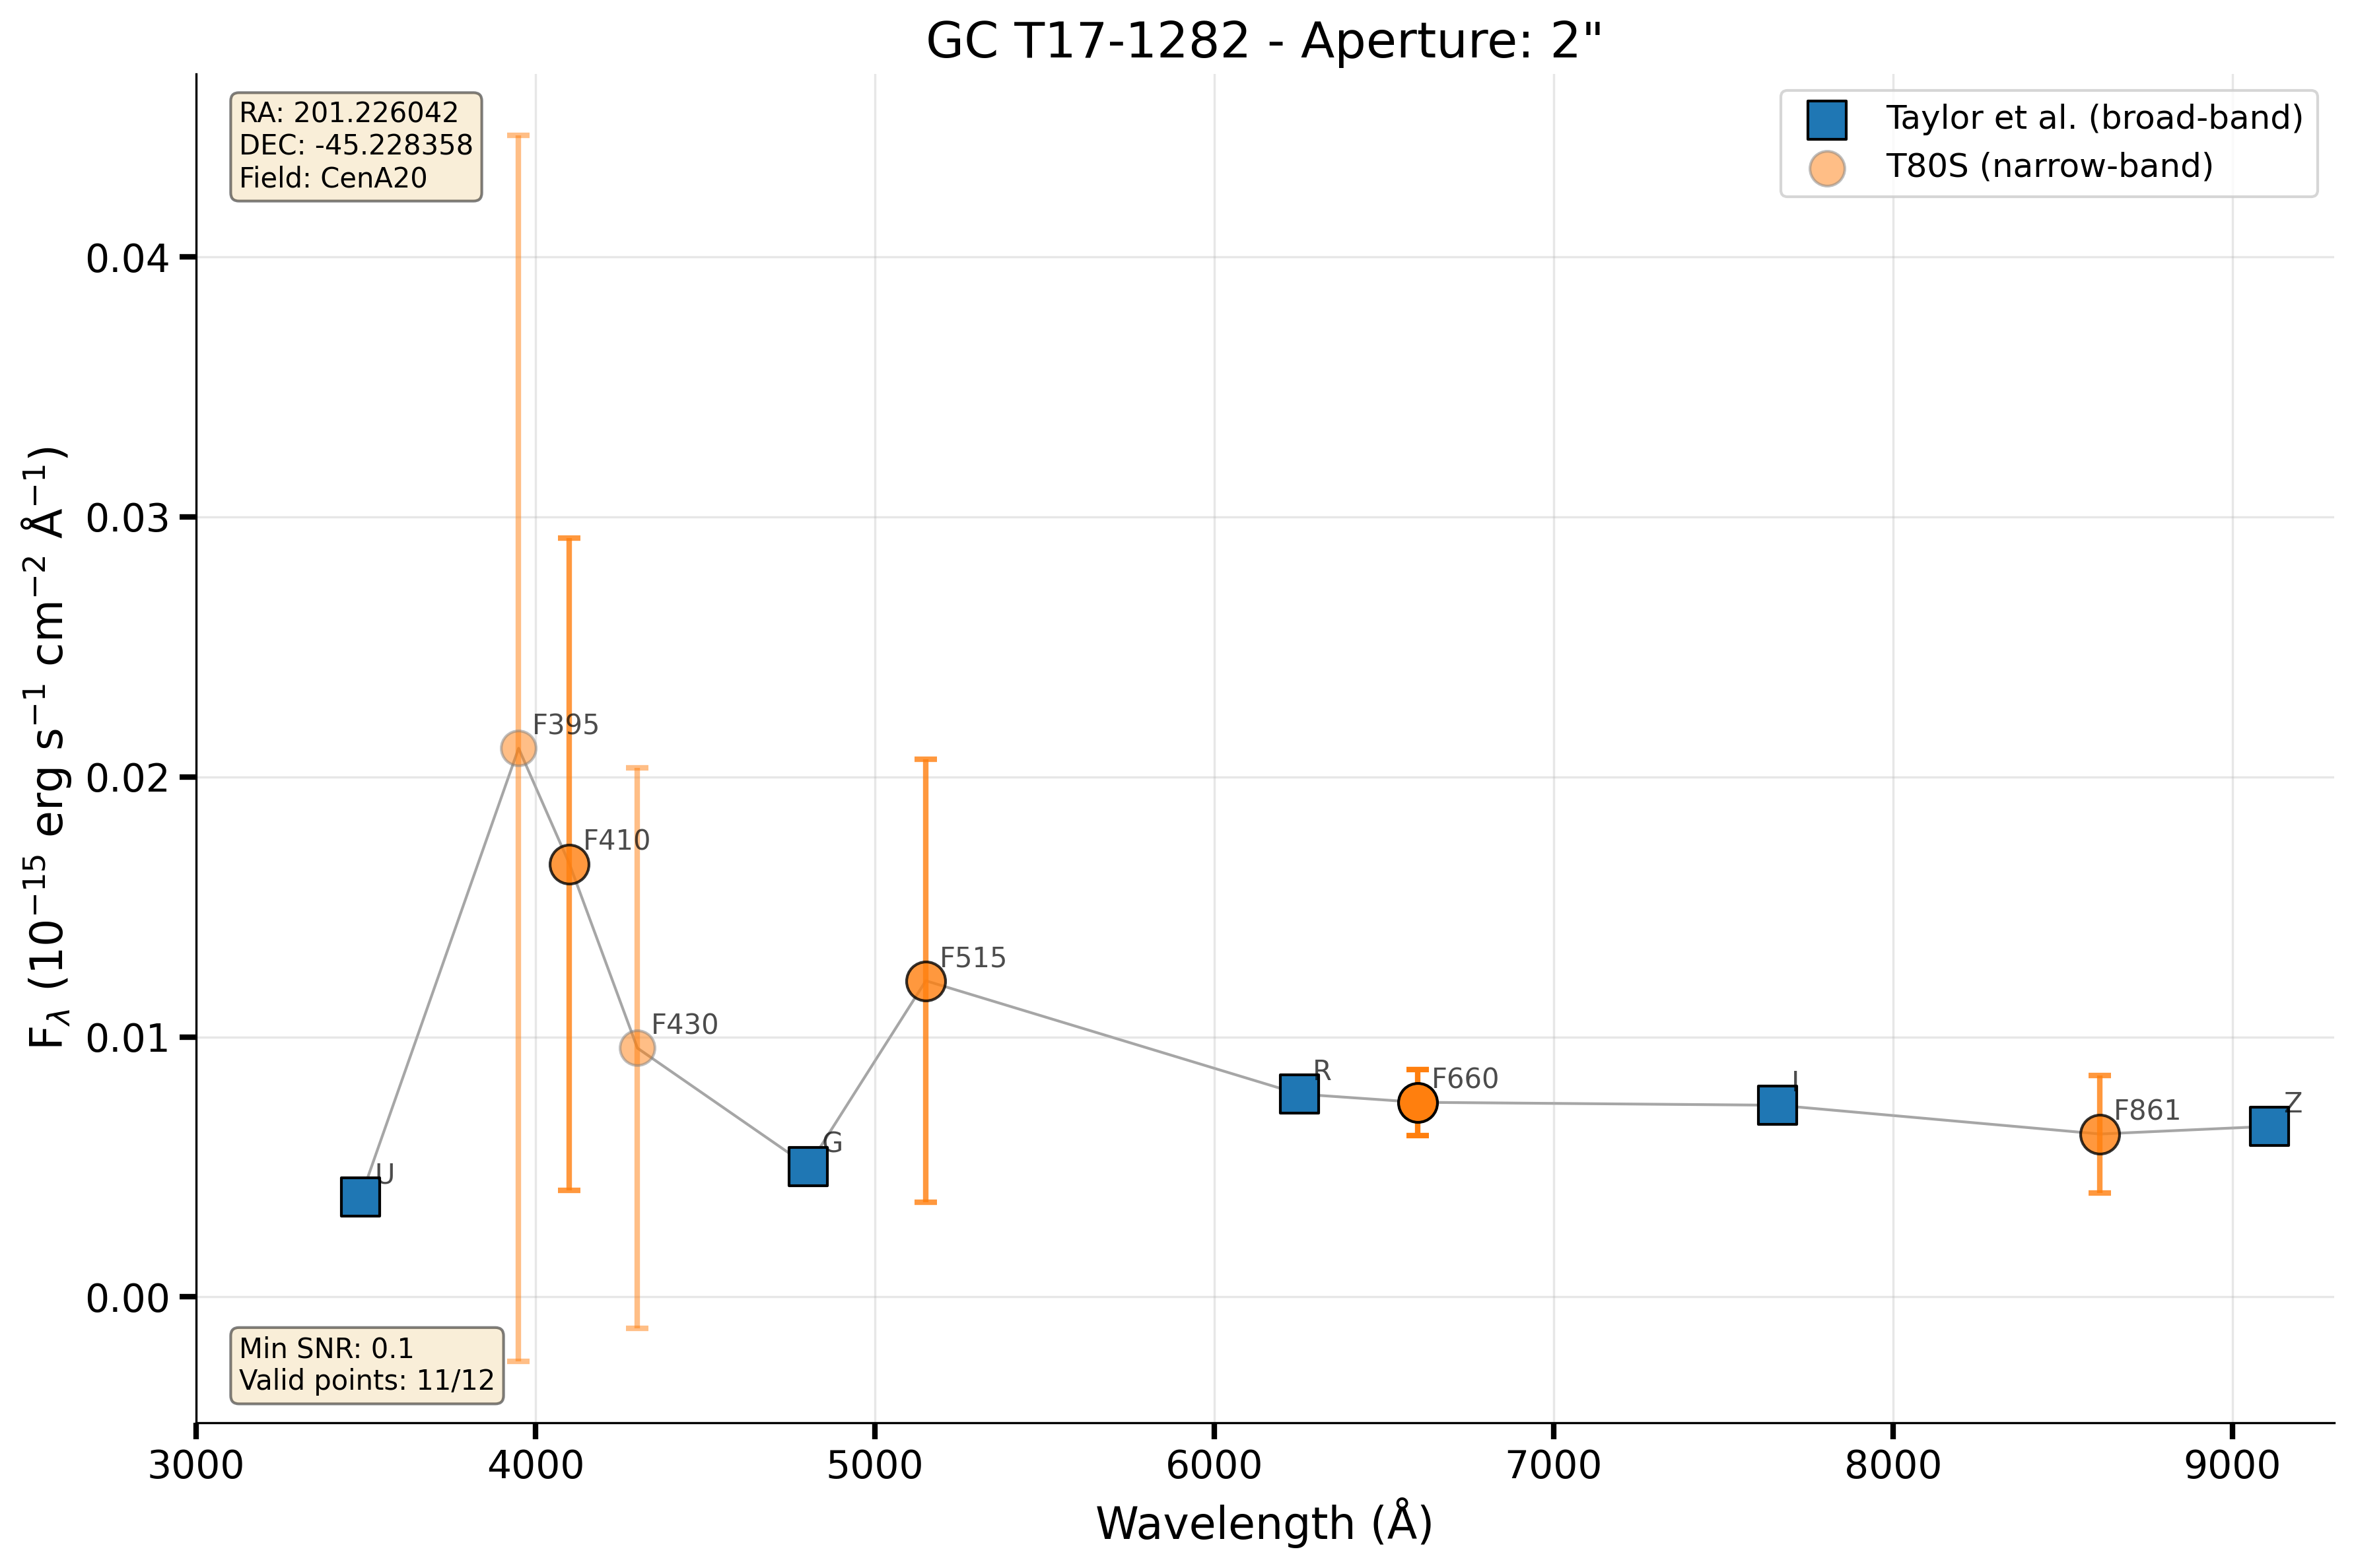 GC T17-1282 - Aperture: 2"
RA: 201.226042
DEC: -45.228358
Field: CenA20
Taylor et al. (broad-band)
T80S (narrow-band)
F$_{\lambda}$ (10$^{-15}$ erg s$^{-1}$ cm$^{-2}$ Å$^{-1}$)
0.04
0.03
0.02
0.01
0.00
U
F395
F410
F430
G
F515
R
F660
I
F861
Z
Min SNR: 0.1
Valid points: 11/12
3000 4000 5000 6000 7000 8000 9000
Wavelength (Å)